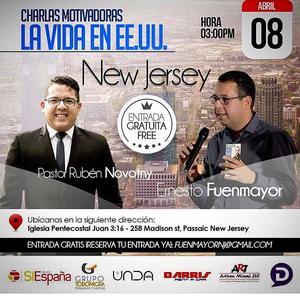 CHARLAS MOTIVADORAS
LA VIDA EN EE.UU.
HORA
03:00PM
ABRIL
08
New Jersey
ENTRADA
GRATUITA
FREE
Pastor Rubén Novotny
Ernesto Fuenmayor
Ubícanos en la siguiente dirección:
Iglesia Pentecostal Juan 3:16 - 258 Madison st, Passaic New Jersey
ENTRADA GRATIS ¡RESERVA TU ENTRADA YA!: FUENMAYORNJ@GMAIL.COM
SIEspaña
GRUPO
TODOMIGRA
UNDA
DARRIS
ART
D